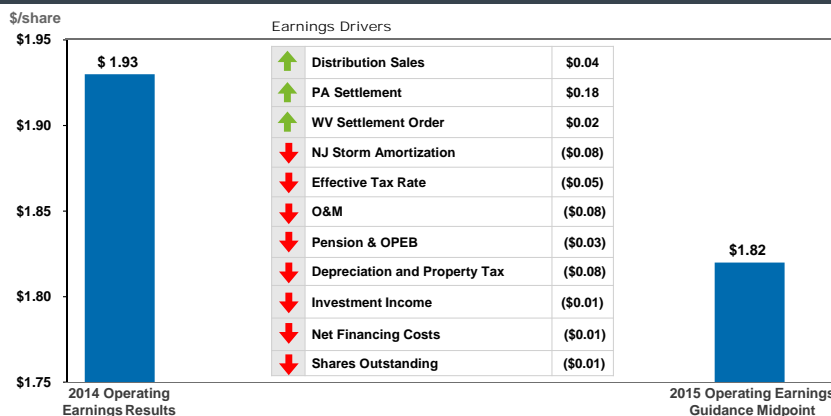 $/share
Earnings Drivers
$1.95
$1.90
$1.85
$1.80
$1.75
$ 1.93
Distribution Sales $0.04
PA Settlement $0.18
WV Settlement Order $0.02
NJ Storm Amortization ($0.08)
Effective Tax Rate ($0.05)
O&M ($0.08)
Pension & OPEB ($0.03)
Depreciation and Property Tax ($0.08)
Investment Income ($0.01)
Net Financing Costs ($0.01)
Shares Outstanding ($0.01)
$1.82
2014 Operating
Earnings Results
2015 Operating Earnings
Guidance Midpoint